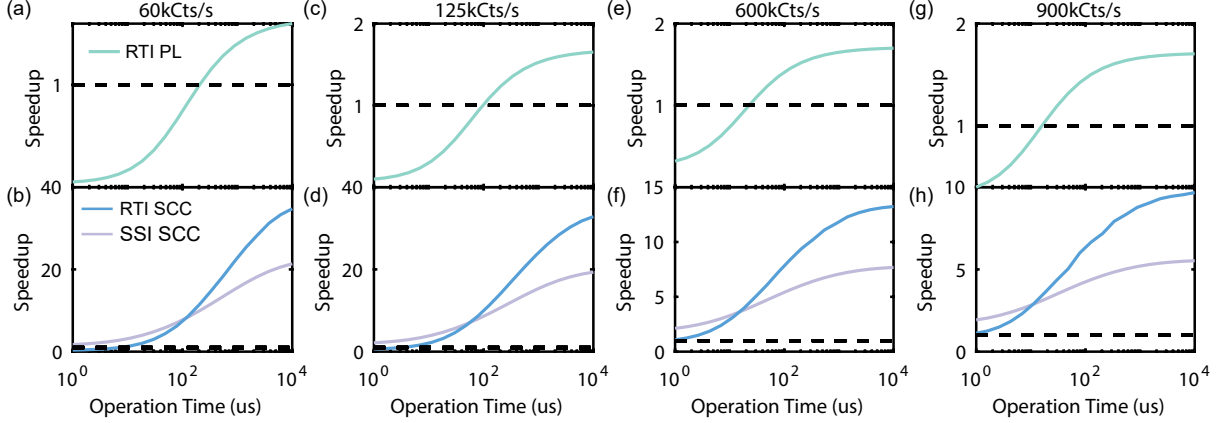 (a) 60kCts/s (c) 125kCts/s (e) 600kCts/s (g) 900kCts/s
2 2 2
RTI PL
1 1 1 1
Speedup Speedup Speedup Speedup
(b) 40 (d) 40 (f) 15 (h) 10
RTI SCC
SSI SCC
20 20 10 5 5
Speedup Speedup Speedup Speedup
0 0 0 0
10^0 10^2 10^4 10^0 10^2 10^4 10^0 10^2 10^4 10^0 10^2 10^4
Operation Time (us) Operation Time (us) Operation Time (us) Operation Time (us)